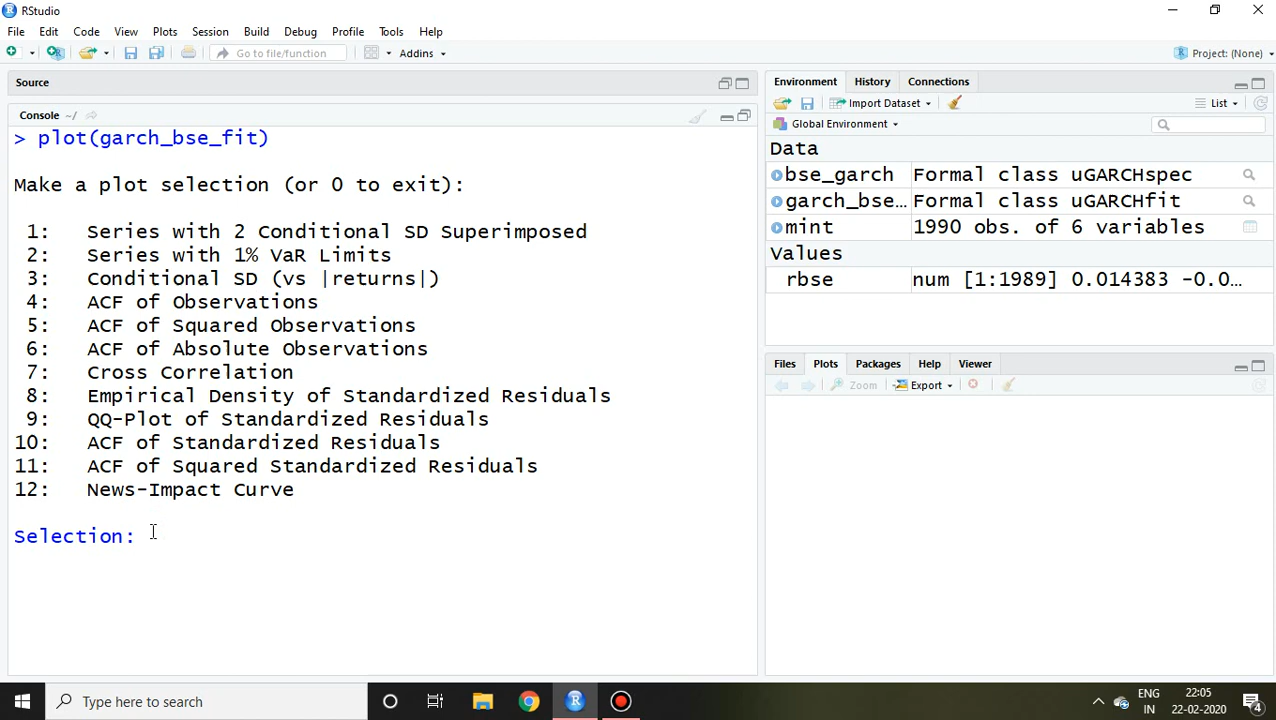 RStudio
File Edit Code View Plots Session Build Debug Profile Tools Help
Go to file/function Addins Project: (None)
Source
Console ~/
> plot(garch_bse_fit)
Make a plot selection (or 0 to exit):
1: Series with 2 Conditional SD Superimposed
2: Series with 1% VaR Limits
3: Conditional SD (vs |returns|)
4: ACF of Observations
5: ACF of Squared Observations
6: ACF of Absolute Observations
7: Cross Correlation
8: Empirical Density of Standardized Residuals
9: QQ-Plot of Standardized Residuals
10: ACF of Standardized Residuals
11: ACF of Squared Standardized Residuals
12: News-Impact Curve
Selection:
Environment History Connections
Import Dataset List
Global Environment
Data
bse_garch Formal class uGARCHspec
garch_bse… Formal class uGARCHfit
mint 1990 obs. of 6 variables
Values
rbse num [1:1989] 0.014383 -0.0…
Files Plots Packages Help Viewer
Zoom Export
Type here to search
ENG
IN
22:05
22-02-2020
4